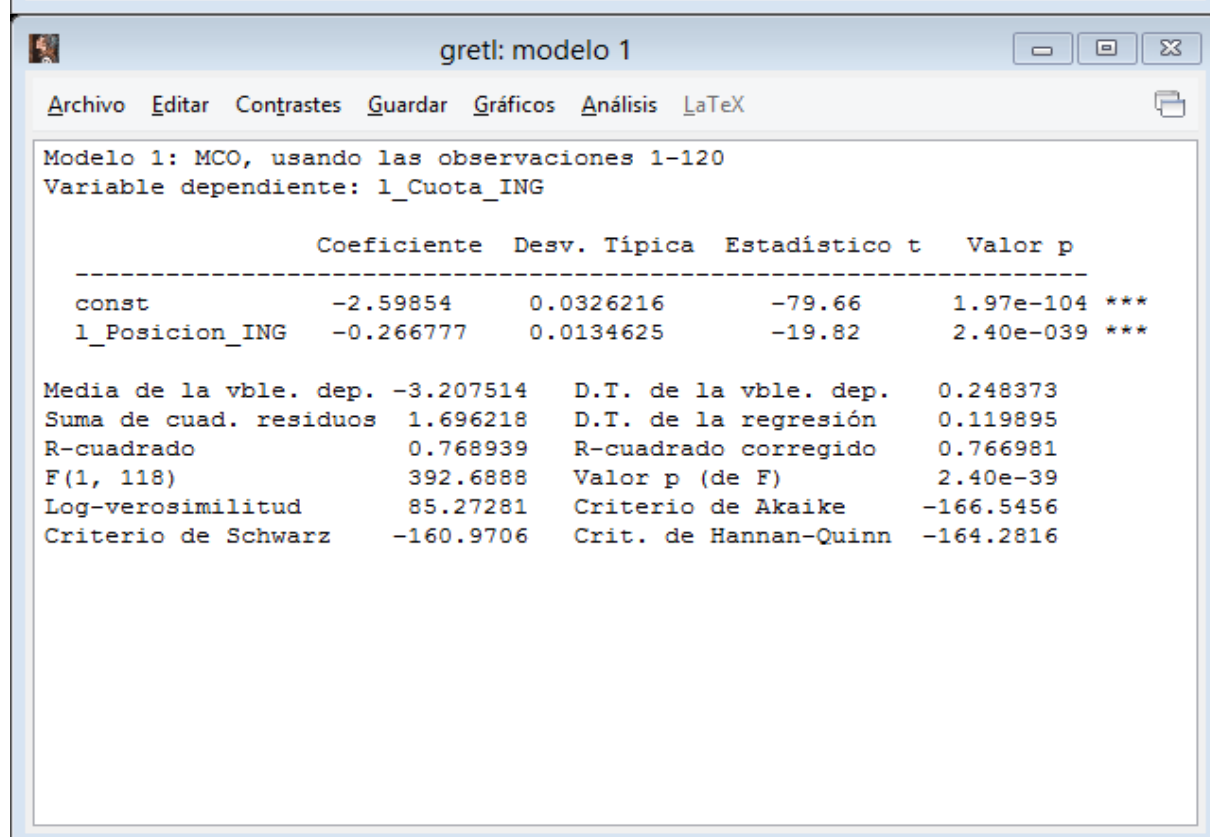 gretl: modelo 1
Archivo Editar Contrastes Guardar Gráficos Análisis LaTeX
Modelo 1: MCO, usando las observaciones 1-120
Variable dependiente: l_Cuota_ING
Coeficiente Desv. Típica Estadístico t Valor p
-------------------------------------------------------------------
const -2.59854 0.0326216 -79.66 1.97e-104 ***
l_Posicion_ING -0.266777 0.0134625 -19.82 2.40e-039 ***
Media de la vble. dep. -3.207514 D.T. de la vble. dep. 0.248373
Suma de cuad. residuos 1.696218 D.T. de la regresión 0.119895
R-cuadrado 0.768939 R-cuadrado corregido 0.766981
F(1, 118) 392.6888 Valor p (de F) 2.40e-39
Log-verosimilitud 85.27281 Criterio de Akaike -166.5456
Criterio de Schwarz -160.9706 Crit. de Hannan-Quinn -164.2816